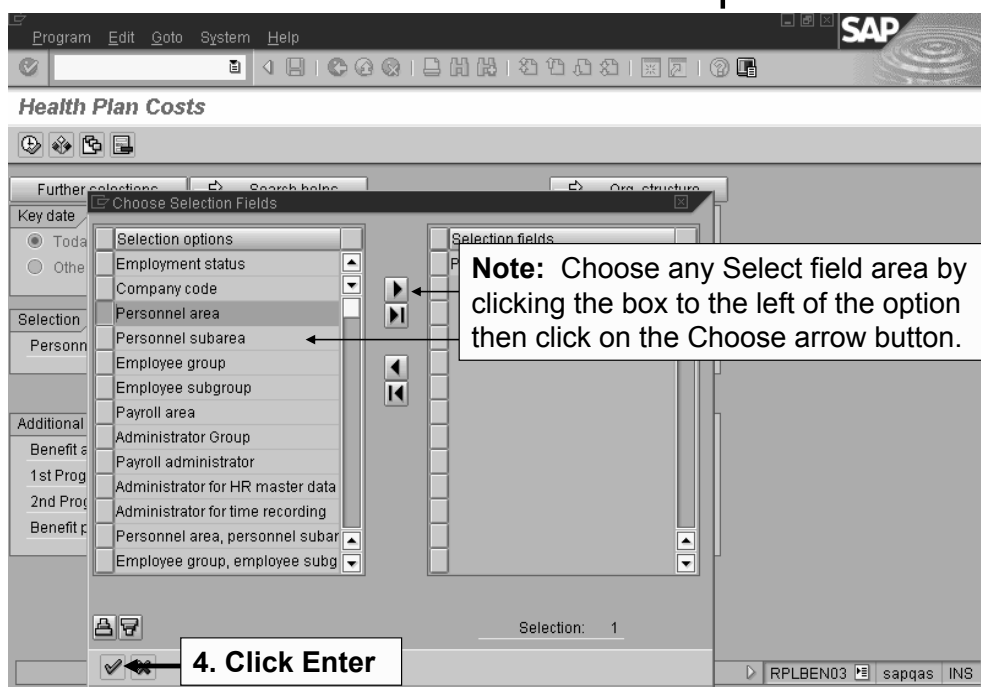 Program Edit Goto System Help
SAP
Health Plan Costs
Further selections Search helps Org. structure
Choose Selection Fields
Key date
Toda
Othe
Selection
Personn
Additional
Benefit a
1st Prog
2nd Prog
Benefit p
Selection options
Employment status
Company code
Personnel area
Personnel subarea
Employee group
Employee subgroup
Payroll area
Administrator Group
Payroll administrator
Administrator for HR master data
Administrator for time recording
Personnel area, personnel subar
Employee group, employee subg
Selection fields
P
Note: Choose any Select field area by
clicking the box to the left of the option
then click on the Choose arrow button.
Selection: 1
4. Click Enter
RPLBEN03 sapqas INS